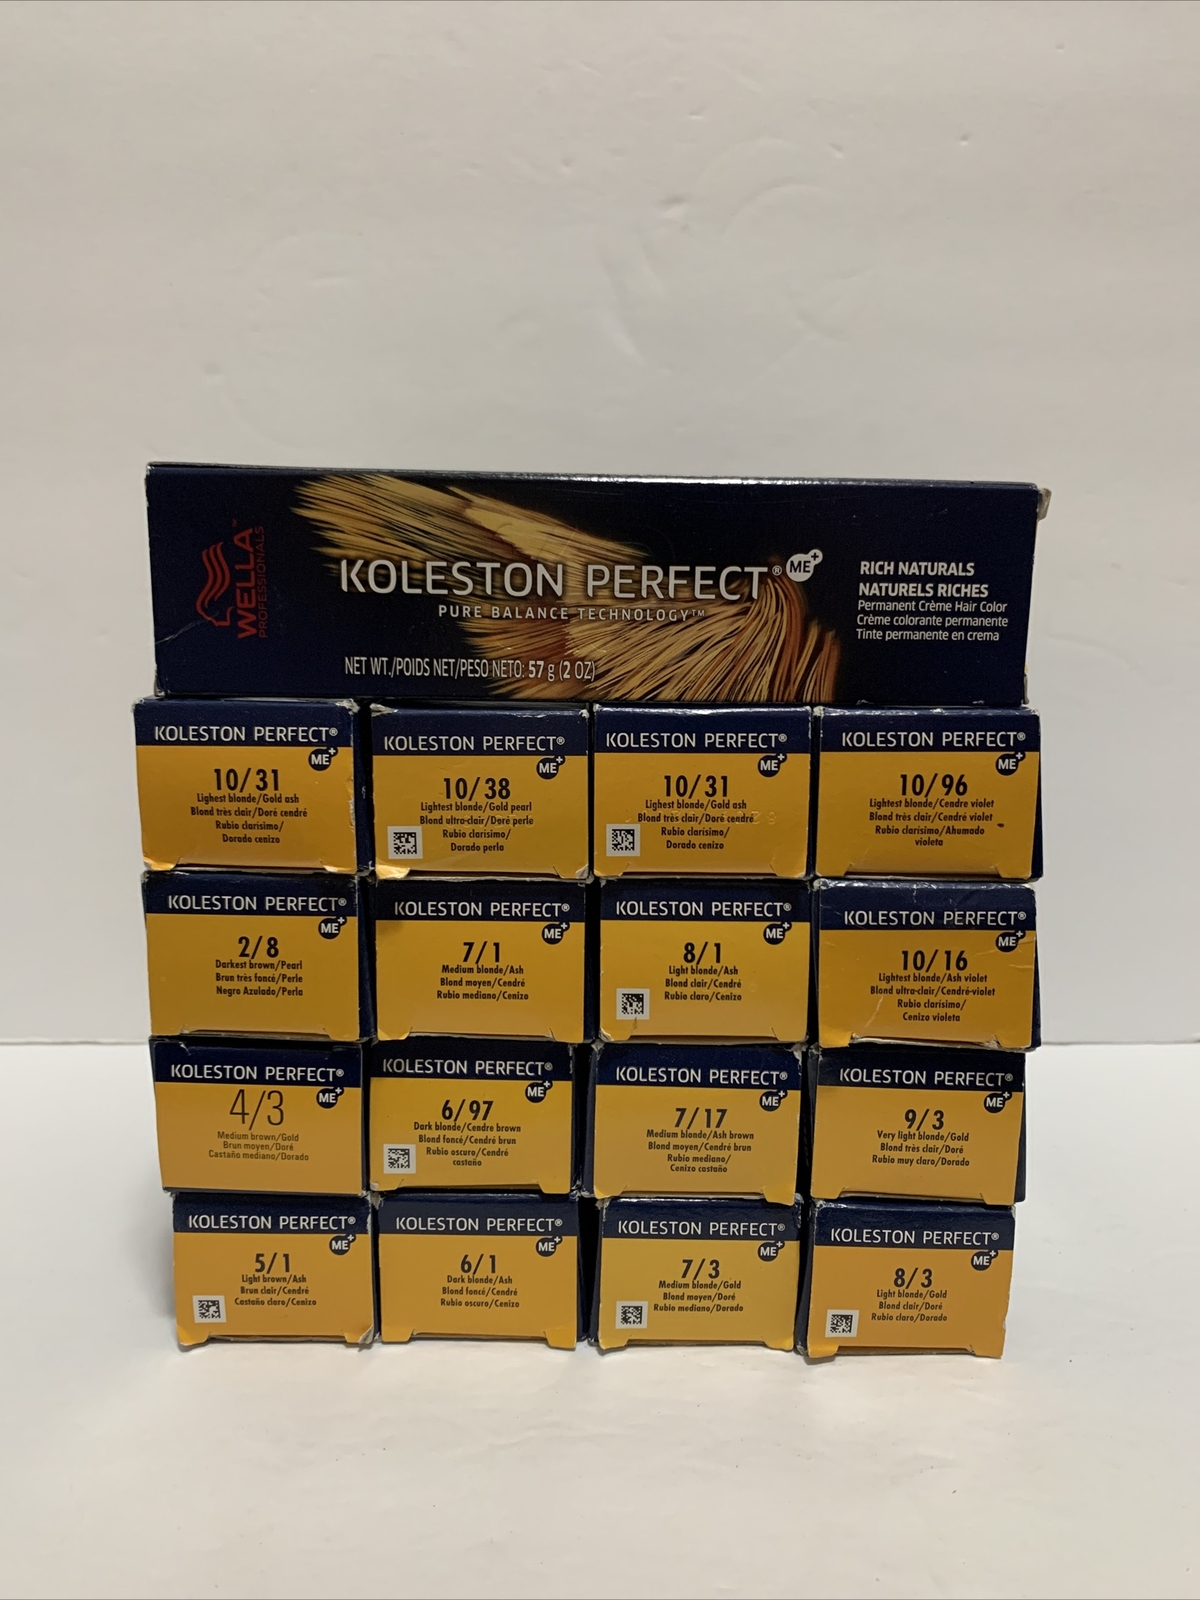 WELLA™
PROFESSIONALS
KOLESTON PERFECT® ME+
PURE BALANCE TECHNOLOGY™
NET WT./POIDS NET/PESO NETO: 57 g (2 OZ)
RICH NATURALS
NATURELS RICHES
Permanent Crème Hair Color
Crème colorante permanente
Tinte permanente en crema
KOLESTON PERFECT®
ME+
10/31
Lighest blonde/Gold ash
Blond très clair/Doré cendré
Rubio clarísimo/
Dorado cenizo
KOLESTON PERFECT®
ME+
10/38
Lightest blonde/Gold pearl
Blond ultra-clair/Doré perle
Rubio clarísimo/
Dorado perla
KOLESTON PERFECT®
ME+
10/31
Lighest blonde/Gold ash
Blond très clair/Doré cendré
Rubio clarísimo/
Dorado cenizo
KOLESTON PERFECT®
ME+
10/96
Lightest blonde/Cendre violet
Blond très clair/Cendré violet
Rubio clarísimo/Ahumado
violeta
KOLESTON PERFECT®
ME+
2/8
Darkest brown/Pearl
Brun très foncé/Perle
Negro Azulado/Perla
KOLESTON PERFECT®
ME+
7/1
Medium blonde/Ash
Blond moyen/Cendré
Rubio mediano/Cenizo
KOLESTON PERFECT®
ME+
8/1
Light blonde/Ash
Blond clair/Cendré
Rubio claro/Cenizo
KOLESTON PERFECT®
ME+
10/16
Lightest blonde/Ash violet
Blond ultra-clair/Cendré-violet
Rubio clarísimo/
Cenizo violeta
KOLESTON PERFECT®
ME+
4/3
Medium brown/Gold
Brun moyen/Doré
Castaño mediano/Dorado
KOLESTON PERFECT®
ME+
6/97
Dark blonde/Cendre brown
Blond foncé/Cendré brun
Rubio oscuro/Cendré
castaño
KOLESTON PERFECT®
ME+
7/17
Medium blonde/Ash brown
Blond moyen/Cendré brun
Rubio mediano/
Cenizo castaño
KOLESTON PERFECT®
ME+
9/3
Very light blonde/Gold
Blond très clair/Doré
Rubio muy claro/Dorado
KOLESTON PERFECT®
ME+
5/1
Light brown/Ash
Brun clair/Cendré
Castaño claro/Cenizo
KOLESTON PERFECT®
ME+
6/1
Dark blonde/Ash
Blond foncé/Cendré
Rubio oscuro/Cenizo
KOLESTON PERFECT®
ME+
7/3
Medium blonde/Gold
Blond moyen/Doré
Rubio mediano/Dorado
KOLESTON PERFECT®
ME+
8/3
Light blonde/Gold
Blond clair/Doré
Rubio claro/Dorado